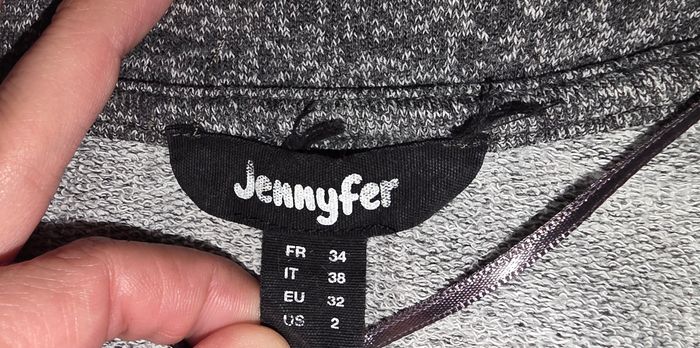 Jennyfer
FR 34
IT 38
EU 32
US 2